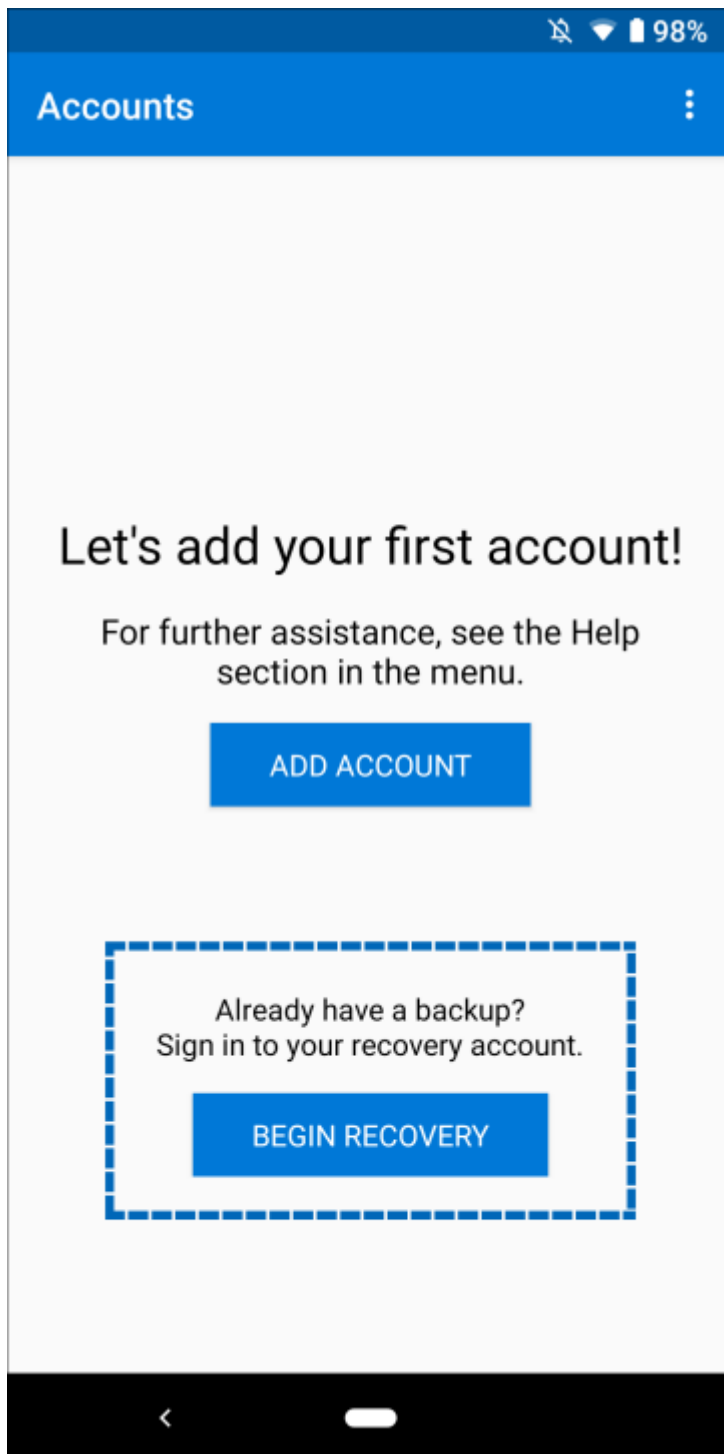 98%
Accounts
Let's add your first account!
For further assistance, see the Help
section in the menu.
ADD ACCOUNT
Already have a backup?
Sign in to your recovery account.
BEGIN RECOVERY